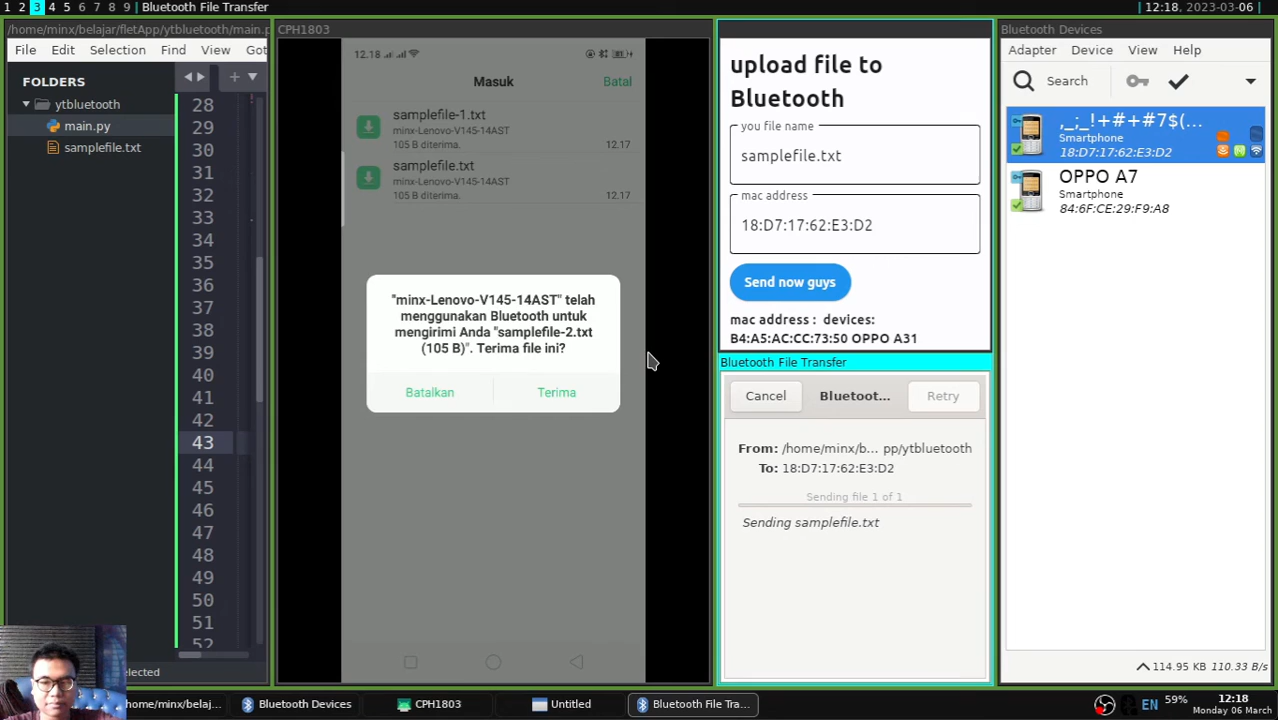 1 2 3 4 5 6 7 8 9 Bluetooth File Transfer
12:18, 2023-03-06
/home/minx/belajar/fletApp/ytbluetooth/main.p
File Edit Selection Find View Got
FOLDERS
ytbluetooth
main.py
samplefile.txt
28
29
30
31
32
33
34
35
36
37
38
39
40
41
42
43
44
45
46
47
48
49
50
51
52
elected
CPH1803
12.18
Masuk
Batal
samplefile-1.txt
minx-Lenovo-V145-14AST
105 B diterima.
12.17
samplefile.txt
minx-Lenovo-V145-14AST
105 B diterima.
12.17
"minx-Lenovo-V145-14AST" telah
menggunakan Bluetooth untuk
mengirimi Anda "samplefile-2.txt
(105 B)". Terima file ini?
Batalkan
Terima
upload file to
Bluetooth
you file name
samplefile.txt
mac address
18:D7:17:62:E3:D2
Send now guys
mac address : devices:
B4:A5:AC:CC:73:50 OPPO A31
Bluetooth File Transfer
Cancel
Bluetoot...
Retry
From: /home/minx/b... pp/ytbluetooth
To: 18:D7:17:62:E3:D2
Sending file 1 of 1
Sending samplefile.txt
Bluetooth Devices
Adapter Device View Help
Search
,_;_!+#+#7$(...
Smartphone
18:D7:17:62:E3:D2
OPPO A7
Smartphone
84:6F:CE:29:F9:A8
114.95 KB 110.33 B/s
/home/minx/belaj...
Bluetooth Devices
CPH1803
Untitled
Bluetooth File Tra...
EN
59%
12:18
Monday 06 March